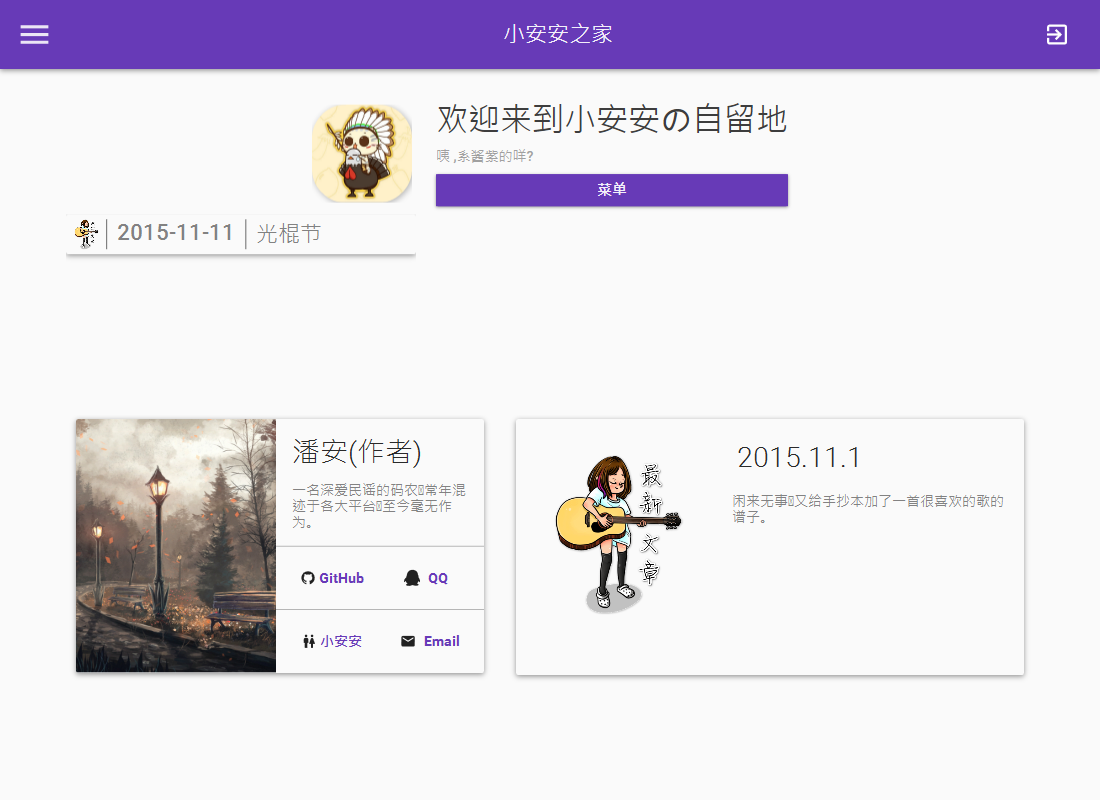 小安安之家
欢迎来到小安安の自留地
咦 ,系酱紫的咩?
菜单
2015-11-11
光棍节
潘安(作者)
一名深爱民谣的码农▯常年混
迹于各大平台▯至今毫无作
为。
GitHub
QQ
小安安
Email
最新文章
2015.11.1
闲来无事▯又给手抄本加了一首很喜欢的歌的
谱子。